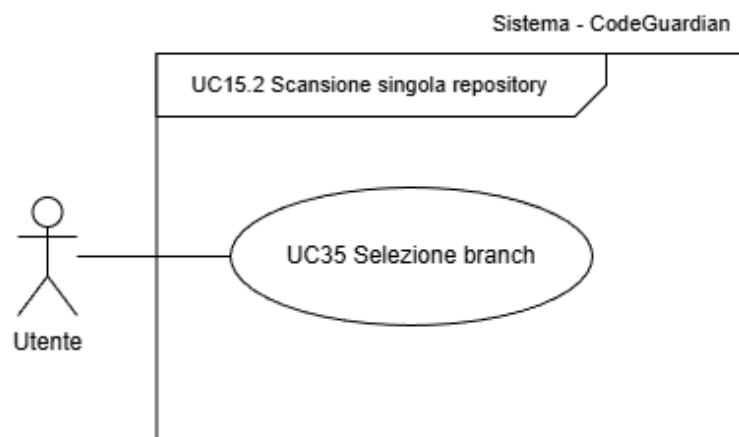 Sistema - CodeGuardian
UC15.2 Scansione singola repository
UC35 Selezione branch
Utente